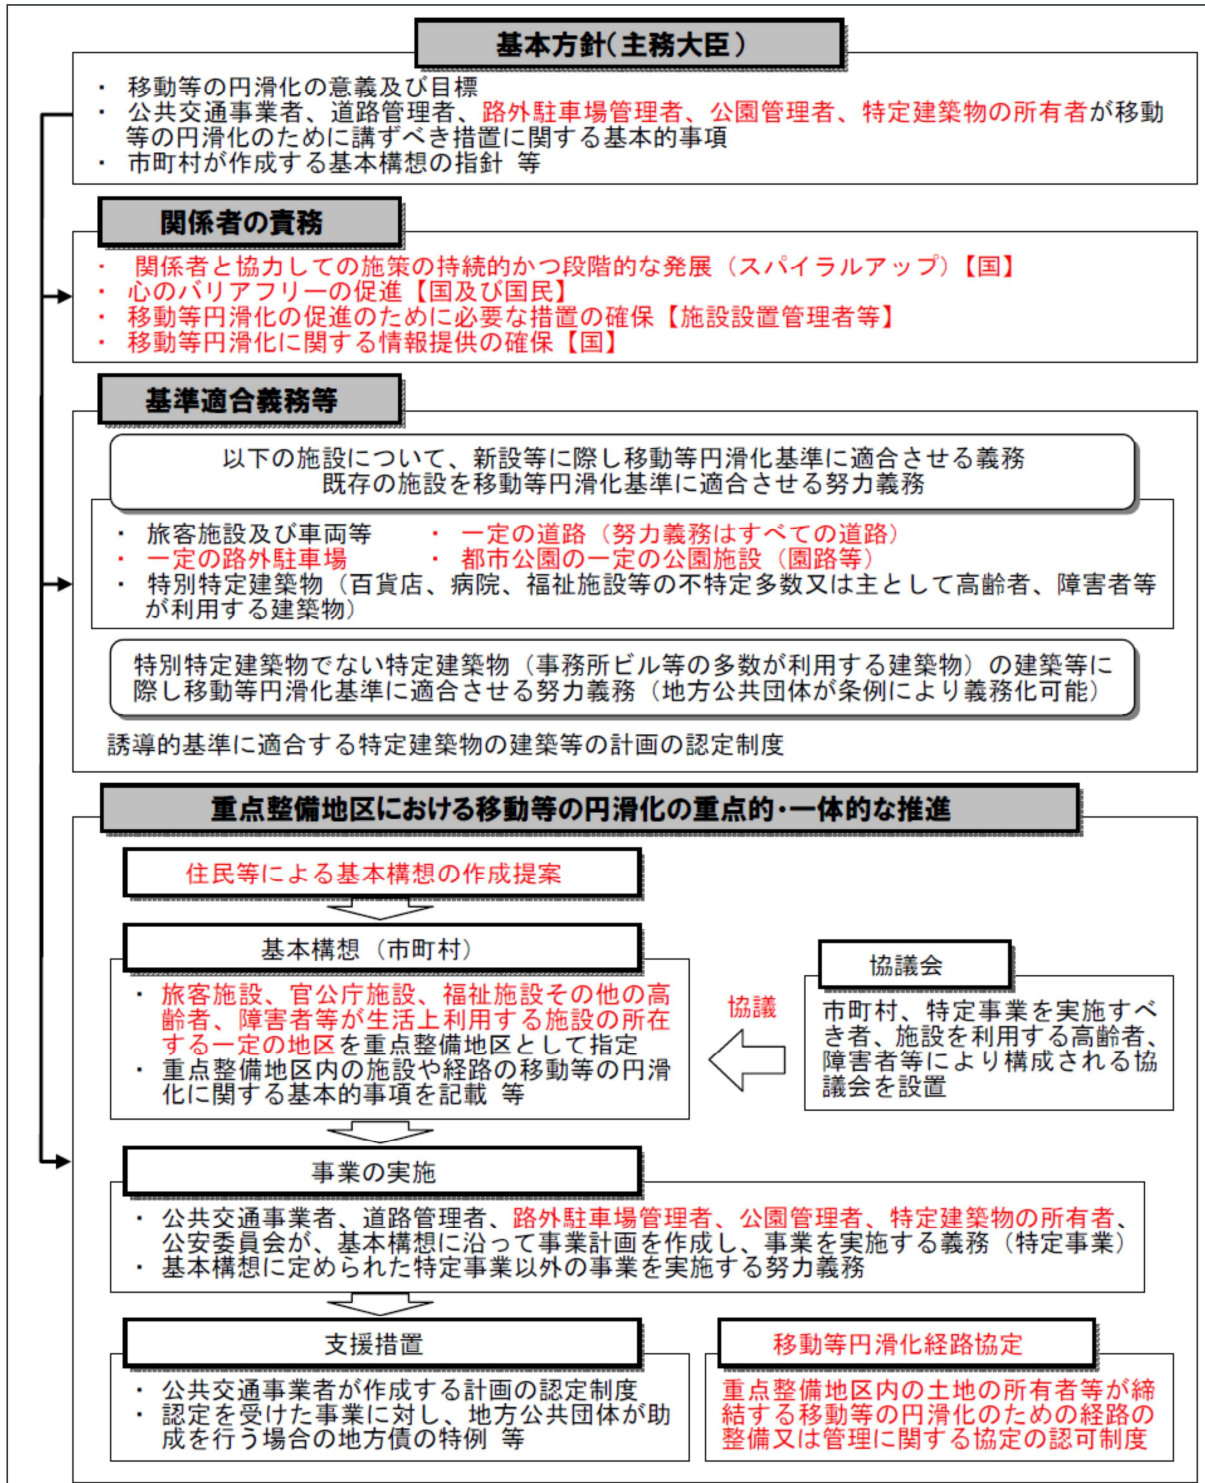 基本方針(主務大臣)
・ 移動等の円滑化の意義及び目標
・ 公共交通事業者、道路管理者、路外駐車場管理者、公園管理者、特定建築物の所有者が移動
等の円滑化のために講ずべき措置に関する基本的事項
・ 市町村が作成する基本構想の指針 等
関係者の責務
・ 関係者と協力しての施策の持続的かつ段階的な発展（スパイラルアップ）【国】
・ 心のバリアフリーの促進【国及び国民】
・ 移動等円滑化の促進のために必要な措置の確保【施設設置管理者等】
・ 移動等円滑化に関する情報提供の確保【国】
基準適合義務等
以下の施設について、新設等に際し移動等円滑化基準に適合させる義務
既存の施設を移動等円滑化基準に適合させる努力義務
・ 旅客施設及び車両等 ・ 一定の道路（努力義務はすべての道路）
・ 一定の路外駐車場 ・ 都市公園の一定の公園施設（園路等）
・ 特別特定建築物（百貨店、病院、福祉施設等の不特定多数又は主として高齢者、障害者等
が利用する建築物）
特別特定建築物でない特定建築物（事務所ビル等の多数が利用する建築物）の建築等に
際し移動等円滑化基準に適合させる努力義務（地方公共団体が条例により義務化可能）
誘導的基準に適合する特定建築物の建築等の計画の認定制度
重点整備地区における移動等の円滑化の重点的・一体的な推進
住民等による基本構想の作成提案
基本構想（市町村）
・ 旅客施設、官公庁施設、福祉施設その他の高
齢者、障害者等が生活上利用する施設の所在
する一定の地区を重点整備地区として指定
・ 重点整備地区内の施設や経路の移動等の円滑
化に関する基本的事項を記載 等
協議
協議会
市町村、特定事業を実施すべ
き者、施設を利用する高齢者、
障害者等により構成される協
議会を設置
事業の実施
・ 公共交通事業者、道路管理者、路外駐車場管理者、公園管理者、特定建築物の所有者、
公安委員会が、基本構想に沿って事業計画を作成し、事業を実施する義務（特定事業）
・ 基本構想に定められた特定事業以外の事業を実施する努力義務
支援措置
・ 公共交通事業者が作成する計画の認定制度
・ 認定を受けた事業に対し、地方公共団体が助
成を行う場合の地方債の特例 等
移動等円滑化経路協定
重点整備地区内の土地の所有者等が締
結する移動等の円滑化のための経路の
整備又は管理に関する協定の認可制度